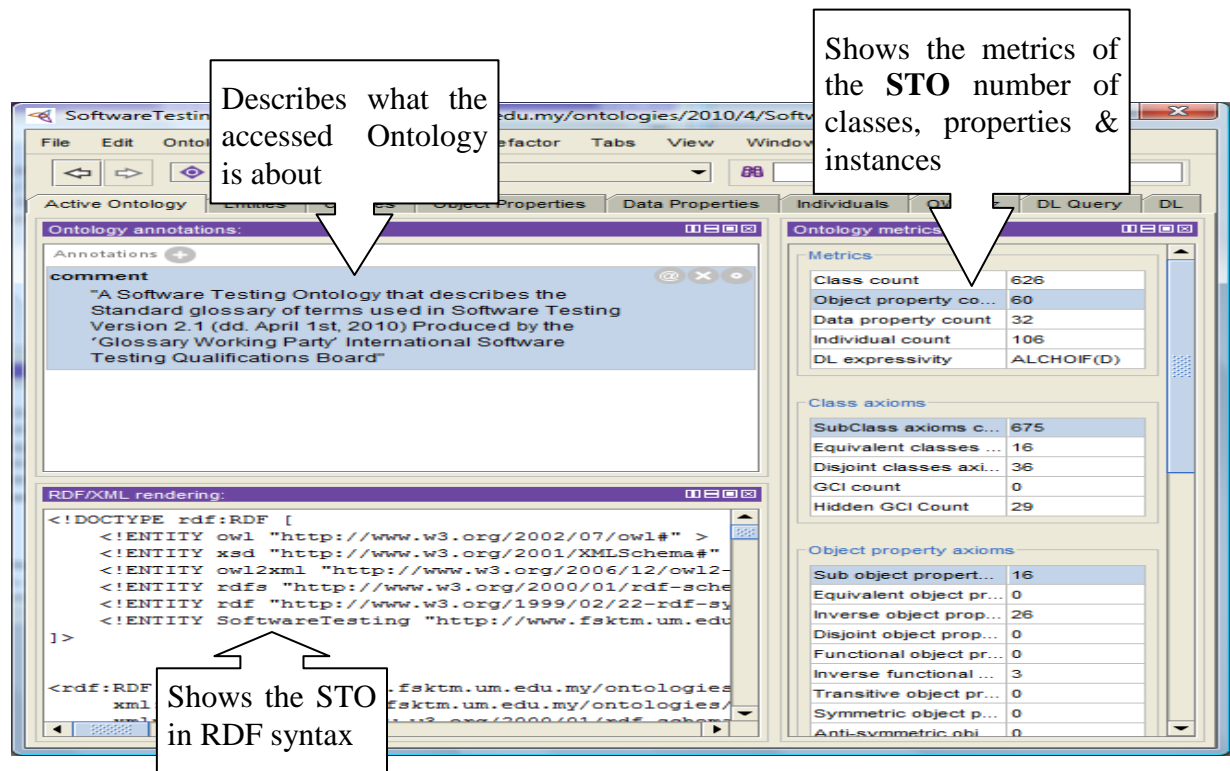 Shows the metrics of
the STO number of
classes, properties &
instances
Describes what the
accessed Ontology
is about
edu.my/ontologies/2010/4/
File Edit Tabs View
Active Ontology Object Properties Data Properties Individuals DL Query DL
Ontology annotations:
Annotations
comment
"A Software Testing Ontology that describes the
Standard glossary of terms used in Software Testing
Version 2.1 (dd. April 1st, 2010) Produced by the
‘Glossary Working Party’ International Software
Testing Qualifications Board"
RDF/XML rendering:
<!DOCTYPE rdf:RDF [
<!ENTITY owl "http://www.w3.org/2002/07/owl#" >
<!ENTITY xsd "http://www.w3.org/2001/XMLSchema#"
<!ENTITY owl2xml "http://www.w3.org/2006/12/owl2-
<!ENTITY rdfs "http://www.w3.org/2000/01/rdf-sche
<!ENTITY rdf "http://www.w3.org/1999/02/22-rdf-sy
<!ENTITY SoftwareTesting "http://www.fsktm.um.edu
]>
<rdf:RDF .fsktm.um.edu.my/ontologies
xml fsktm.um.edu.my/ontologies/
Shows the STO
in RDF syntax
Ontology metrics
Metrics
Class count 626
Object property co... 60
Data property count 32
Individual count 106
DL expressivity ALCHOIF(D)
Class axioms
SubClass axioms c... 675
Equivalent classes ... 16
Disjoint classes axi... 36
GCI count 0
Hidden GCI Count 29
Object property axioms
Sub object propert... 16
Equivalent object pr... 0
Inverse object prop... 26
Disjoint object prop... 0
Functional object pr... 0
Inverse functional ... 3
Transitive object pr... 0
Symmetric object p... 0
Anti-symmetric obj 0